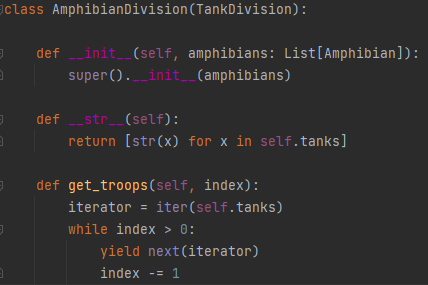 class AmphibianDivision(TankDivision):
    def __init__(self, amphibians: List[Amphibian]):
        super().__init__(amphibians)
    def __str__(self):
        return [str(x) for x in self.tanks]
    def get_troops(self, index):
        iterator = iter(self.tanks)
        while index > 0:
            yield next(iterator)
            index -= 1